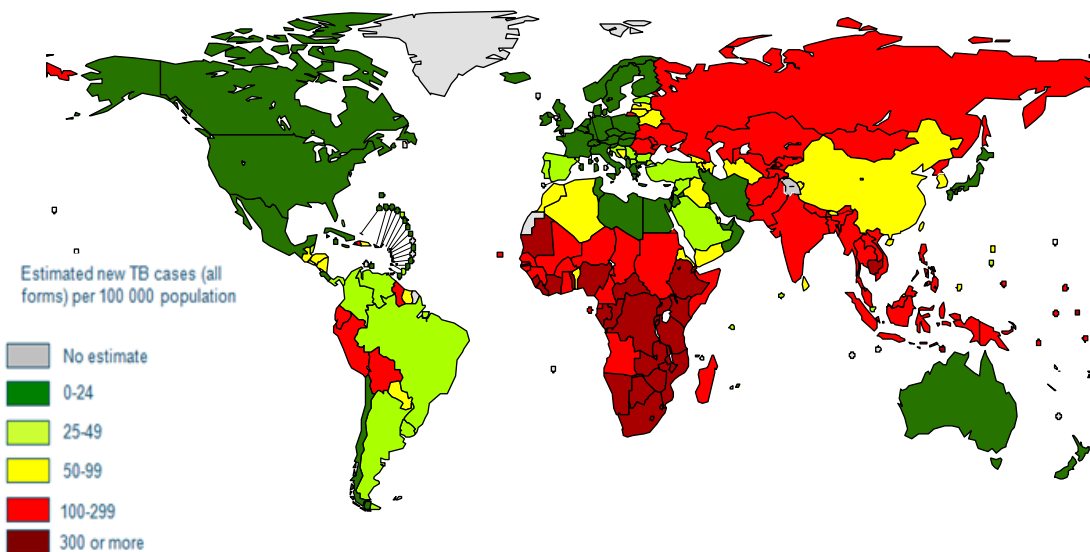 Estimated new TB cases (all
forms) per 100 000 population
No estimate
0-24
25-49
50-99
100-299
300 or more